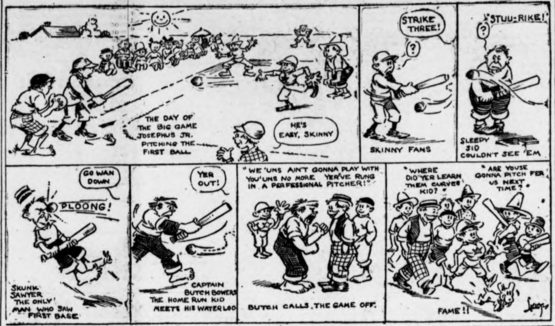 THE DAY OF
THE BIG GAME
JOSEPHUS JR.
PITCHING THE
FIRST BALL
HE'S
EASY, SKINNY
STRIKE
THREE!
?
SKINNY FANS
"STUU-RIKE!"
?
SLEEPY
SID
COULDN'T SEE 'EM
GO WAN
DOWN
PLOONG!
SKUNK
SAWYER
THE ONLY
MAN WHO SAW
FIRST BASE
YER
OUT!
CAPTAIN
BUTCH BOWERS
THE HOME RUN KID
MEETS HIS WATERLOO
"WE'UNS AIN'T GONNA PLAY WITH
YOU'UNS NO MORE YER'VE RUNG
IN A PERFESSIONAL PITCHER!"
BUTCH CALLS, THE GAME OFF.
"WHERE
DID YER LEARN
THEM CURVES
KID?"
"ARE YOUSE
GONNA PITCH FER
US NEXT
TIME?"
FAME!!